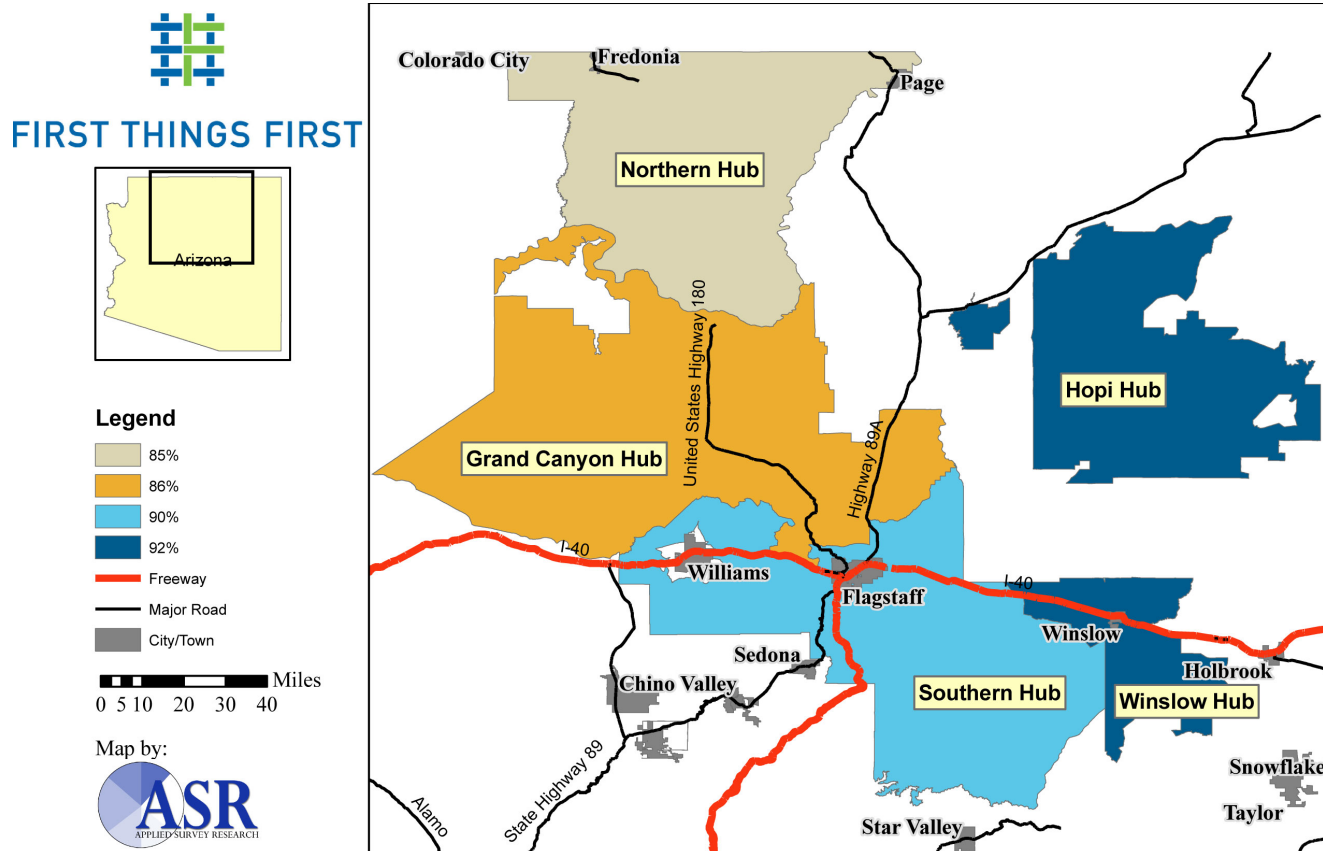 FIRST THINGS FIRST
Arizona
Legend
85%
86%
90%
92%
Freeway
Major Road
City/Town
Miles
0 5 10 20 30 40
Map by:
ASR
APPLIED SURVEY RESEARCH
Colorado City
Fredonia
Page
Northern Hub
United States Highway 180
Hopi Hub
Grand Canyon Hub
Highway 89A
I-40
Williams
Flagstaff
I-40
Winslow
Sedona
Holbrook
Chino Valley
Southern Hub
Winslow Hub
State Highway 89
Alamo
Snowflake
Taylor
Star Valley